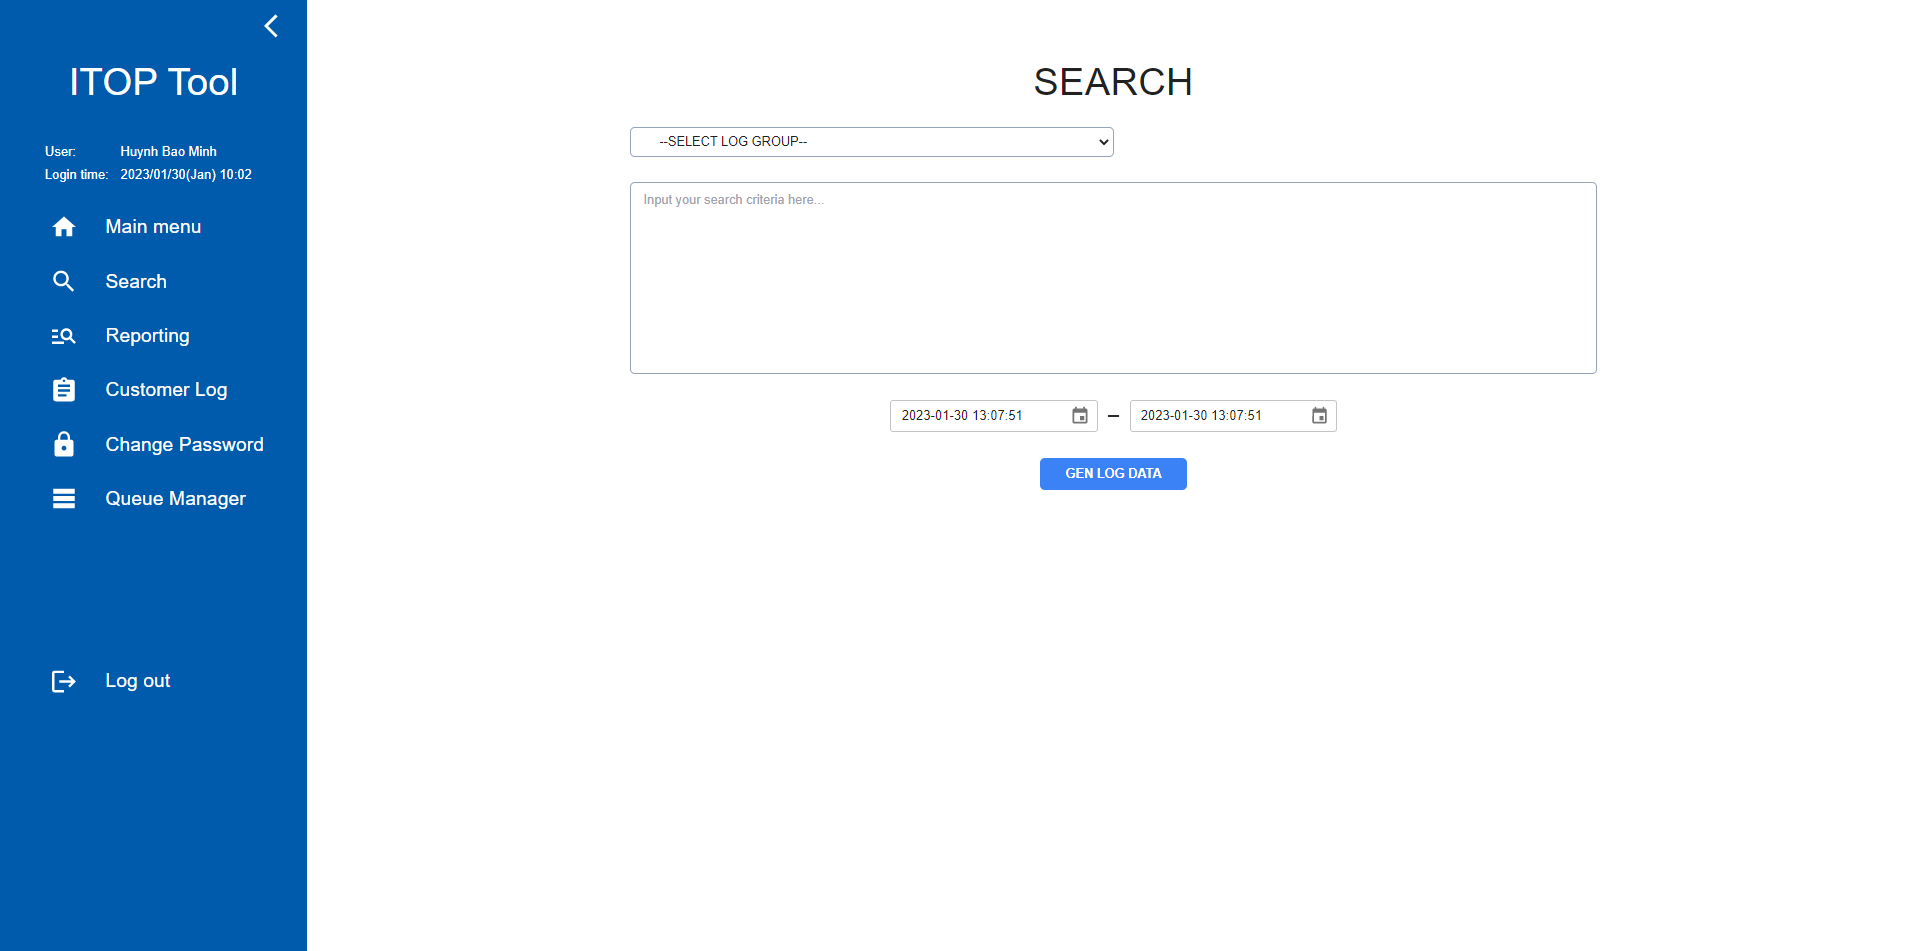 ITOP Tool
User: Huynh Bao Minh
Login time: 2023/01/30(Jan) 10:02
Main menu
Search
Reporting
Customer Log
Change Password
Queue Manager
Log out
SEARCH
--SELECT LOG GROUP--
Input your search criteria here...
2023-01-30 13:07:51 – 2023-01-30 13:07:51
GEN LOG DATA